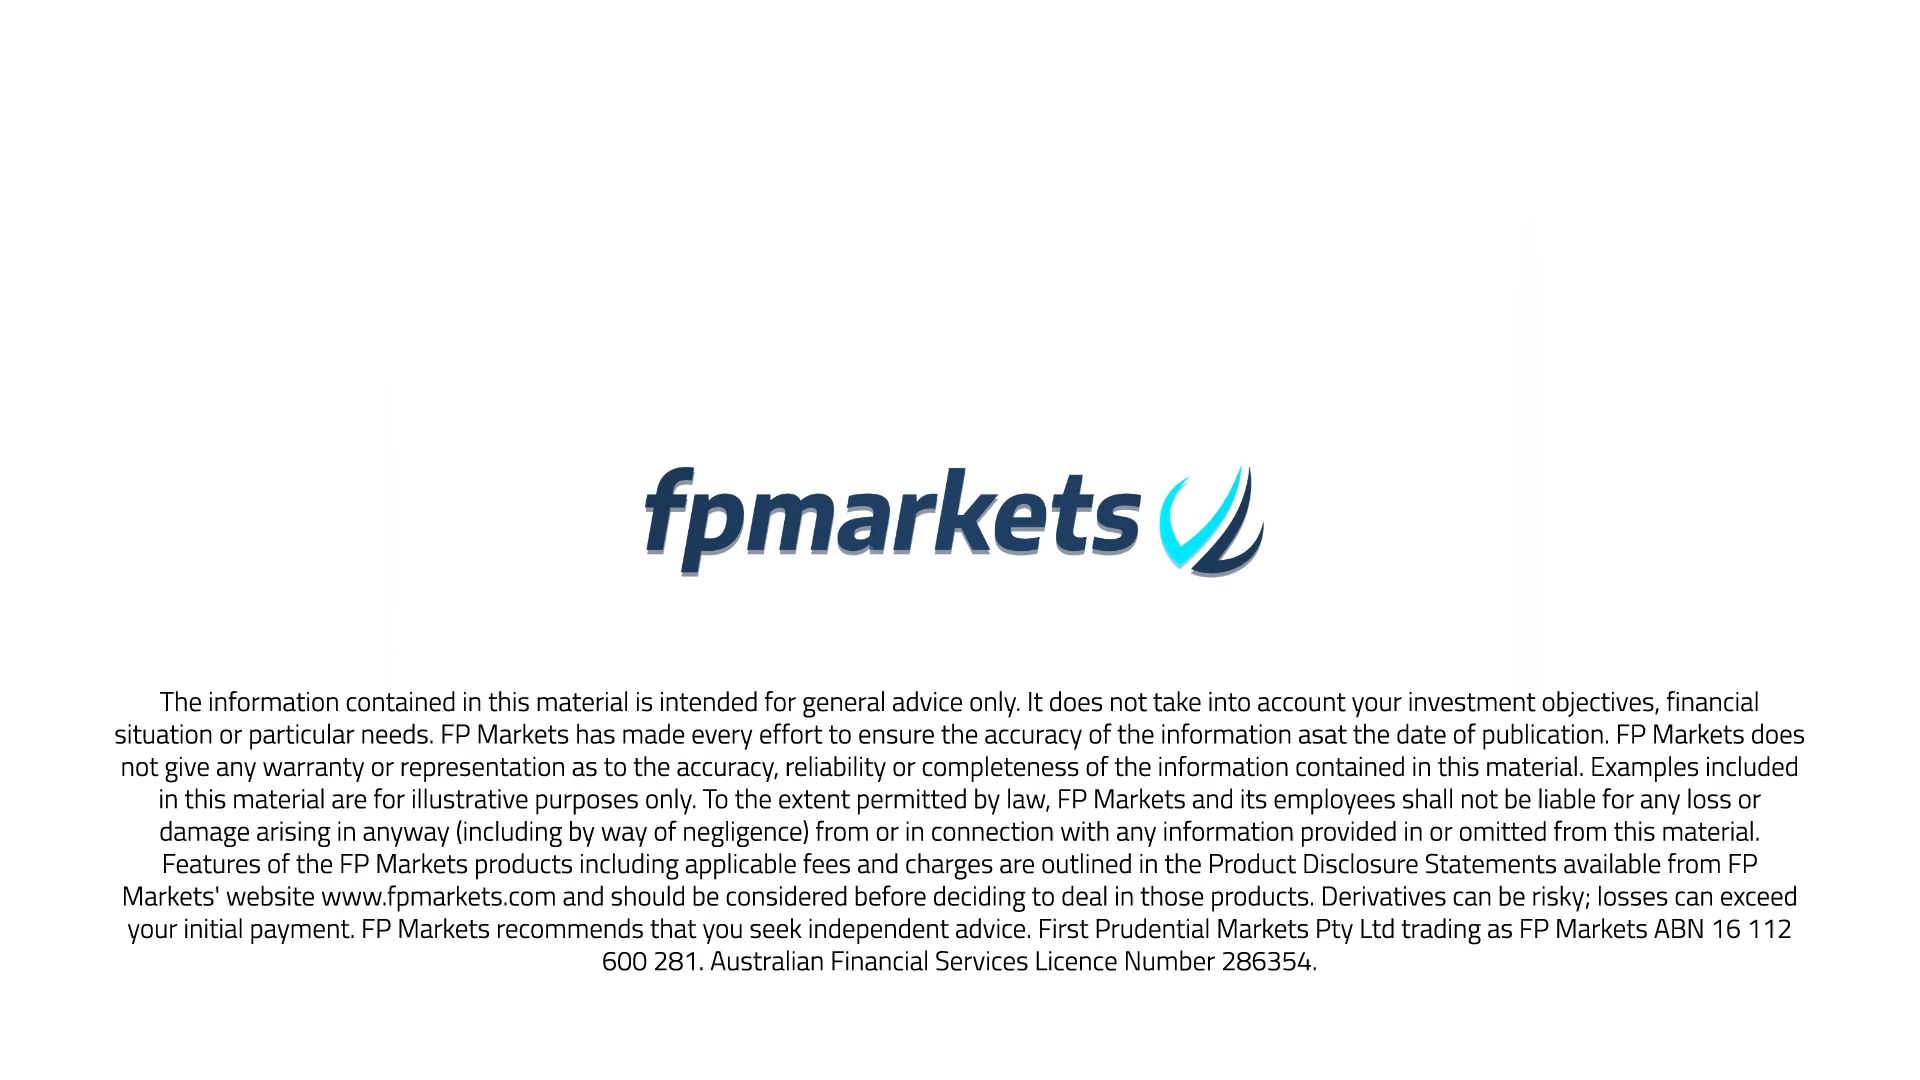 fpmarkets
The information contained in this material is intended for general advice only. It does not take into account your investment objectives, financial
situation or particular needs. FP Markets has made every effort to ensure the accuracy of the information asat the date of publication. FP Markets does
not give any warranty or representation as to the accuracy, reliability or completeness of the information contained in this material. Examples included
in this material are for illustrative purposes only. To the extent permitted by law, FP Markets and its employees shall not be liable for any loss or
damage arising in anyway (including by way of negligence) from or in connection with any information provided in or omitted from this material.
Features of the FP Markets products including applicable fees and charges are outlined in the Product Disclosure Statements available from FP
Markets' website www.fpmarkets.com and should be considered before deciding to deal in those products. Derivatives can be risky; losses can exceed
your initial payment. FP Markets recommends that you seek independent advice. First Prudential Markets Pty Ltd trading as FP Markets ABN 16 112
600 281. Australian Financial Services Licence Number 286354.